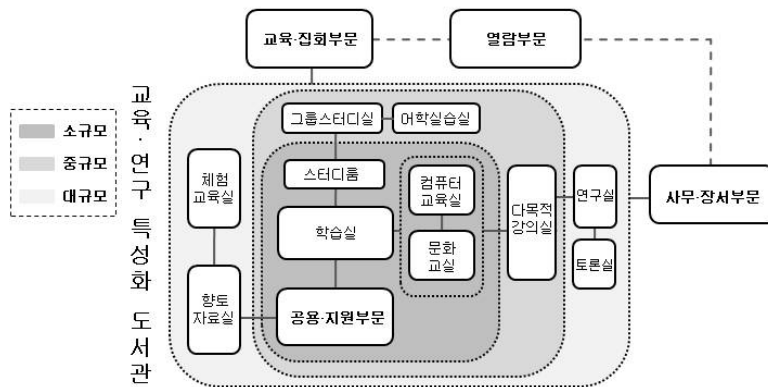 교육·집회부문
열람부문
교육·연구 특성화 도서관
소규모
중규모
대규모
그룹스터디실
어학실습실
체험
교육실
스터디룸
컴퓨터
교육실
다목적
강의실
연구실
사무·장서부문
학습실
문화
교실
토론실
향토
자료실
공용·지원부문